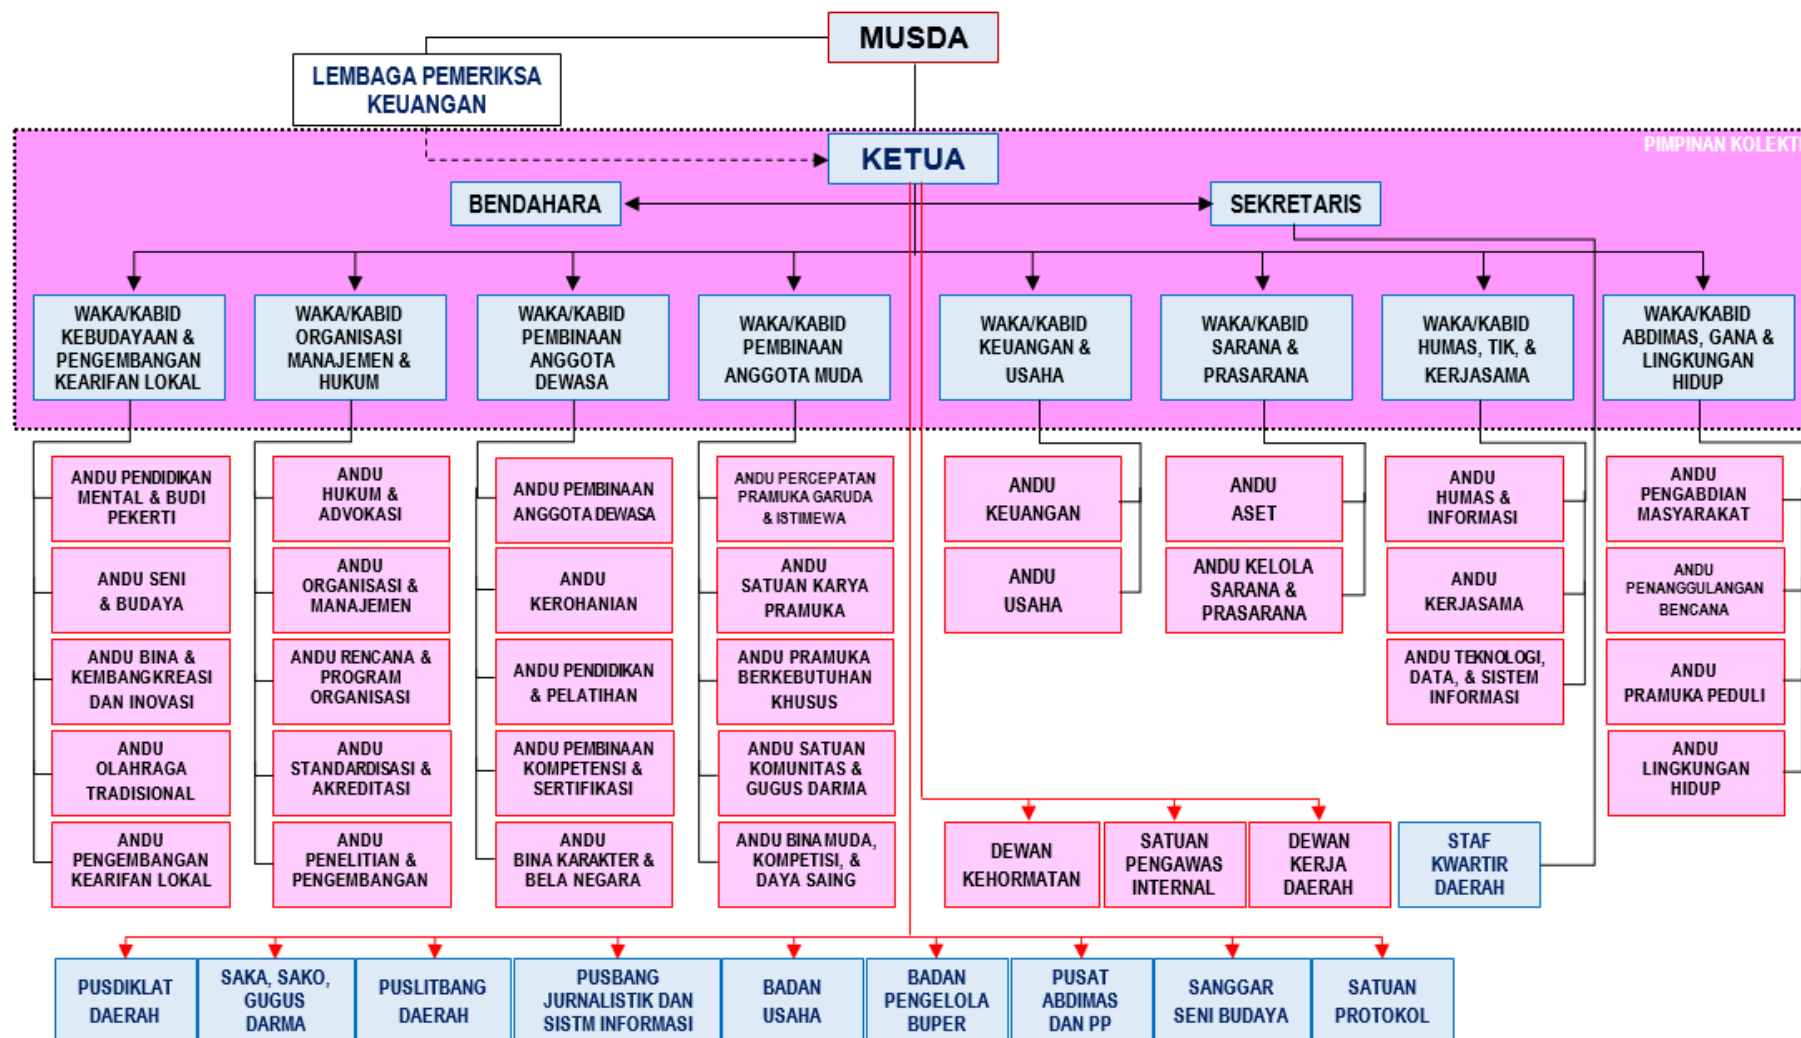 MUSDA
LEMBAGA PEMERIKSA
KEUANGAN
PIMPINAN KOLEKTI
KETUA
BENDAHARA
SEKRETARIS
WAKA/KABID
KEBUDAYAAN &
PENGEMBANGAN
KEARIFAN LOKAL
WAKA/KABID
ORGANISASI
MANAJEMEN &
HUKUM
WAKA/KABID
PEMBINAAN
ANGGOTA
DEWASA
WAKA/KABID
PEMBINAAN
ANGGOTA MUDA
WAKA/KABID
KEUANGAN &
USAHA
WAKA/KABID
SARANA &
PRASARANA
WAKA/KABID
HUMAS, TIK, &
KERJASAMA
WAKA/KABID
ABDIMAS, GANA &
LINGKUNGAN
HIDUP
ANDU PENDIDIKAN
MENTAL & BUDI
PEKERTI
ANDU
HUKUM &
ADVOKASI
ANDU PEMBINAAN
ANGGOTA DEWASA
ANDU PERCEPATAN
PRAMUKA GARUDA
& ISTIMEWA
ANDU
KEUANGAN
ANDU
ASET
ANDU
HUMAS &
INFORMASI
ANDU
PENGABDIAN
MASYARAKAT
ANDU SENI
& BUDAYA
ANDU
ORGANISASI &
MANAJEMEN
ANDU
KEROHANIAN
ANDU
SATUAN KARYA
PRAMUKA
ANDU
USAHA
ANDU KELOLA
SARANA &
PRASARANA
ANDU
KERJASAMA
ANDU
PENANGGULANGAN
BENCANA
ANDU BINA &
KEMBANGKREASI
DAN INOVASI
ANDU RENCANA &
PROGRAM
ORGANISASI
ANDU PENDIDIKAN
& PELATIHAN
ANDU PRAMUKA
BERKEBUTUHAN
KHUSUS
ANDU TEKNOLOGI,
DATA, & SISTEM
INFORMASI
ANDU
PRAMUKA PEDULI
ANDU
OLAHRAGA
TRADISIONAL
ANDU
STANDARDISASI &
AKREDITASI
ANDU PEMBINAAN
KOMPETENSI &
SERTIFIKASI
ANDU SATUAN
KOMUNITAS &
GUGUS DARMA
ANDU
LINGKUNGAN
HIDUP
ANDU
PENGEMBANGAN
KEARIFAN LOKAL
ANDU
PENELITIAN &
PENGEMBANGAN
ANDU
BINA KARAKTER &
BELA NEGARA
ANDU BINA MUDA,
KOMPETISI, &
DAYA SAING
DEWAN
KEHORMATAN
SATUAN
PENGAWAS
INTERNAL
DEWAN
KERJA
DAERAH
STAF
KWARTIR
DAERAH
PUSDIKLAT
DAERAH
SAKA, SAKO,
GUGUS
DARMA
PUSLITBANG
DAERAH
PUSBANG
JURNALISTIK DAN
SISTM INFORMASI
BADAN
USAHA
BADAN
PENGELOLA
BUPER
PUSAT
ABDIMAS
DAN PP
SANGGAR
SENI BUDAYA
SATUAN
PROTOKOL